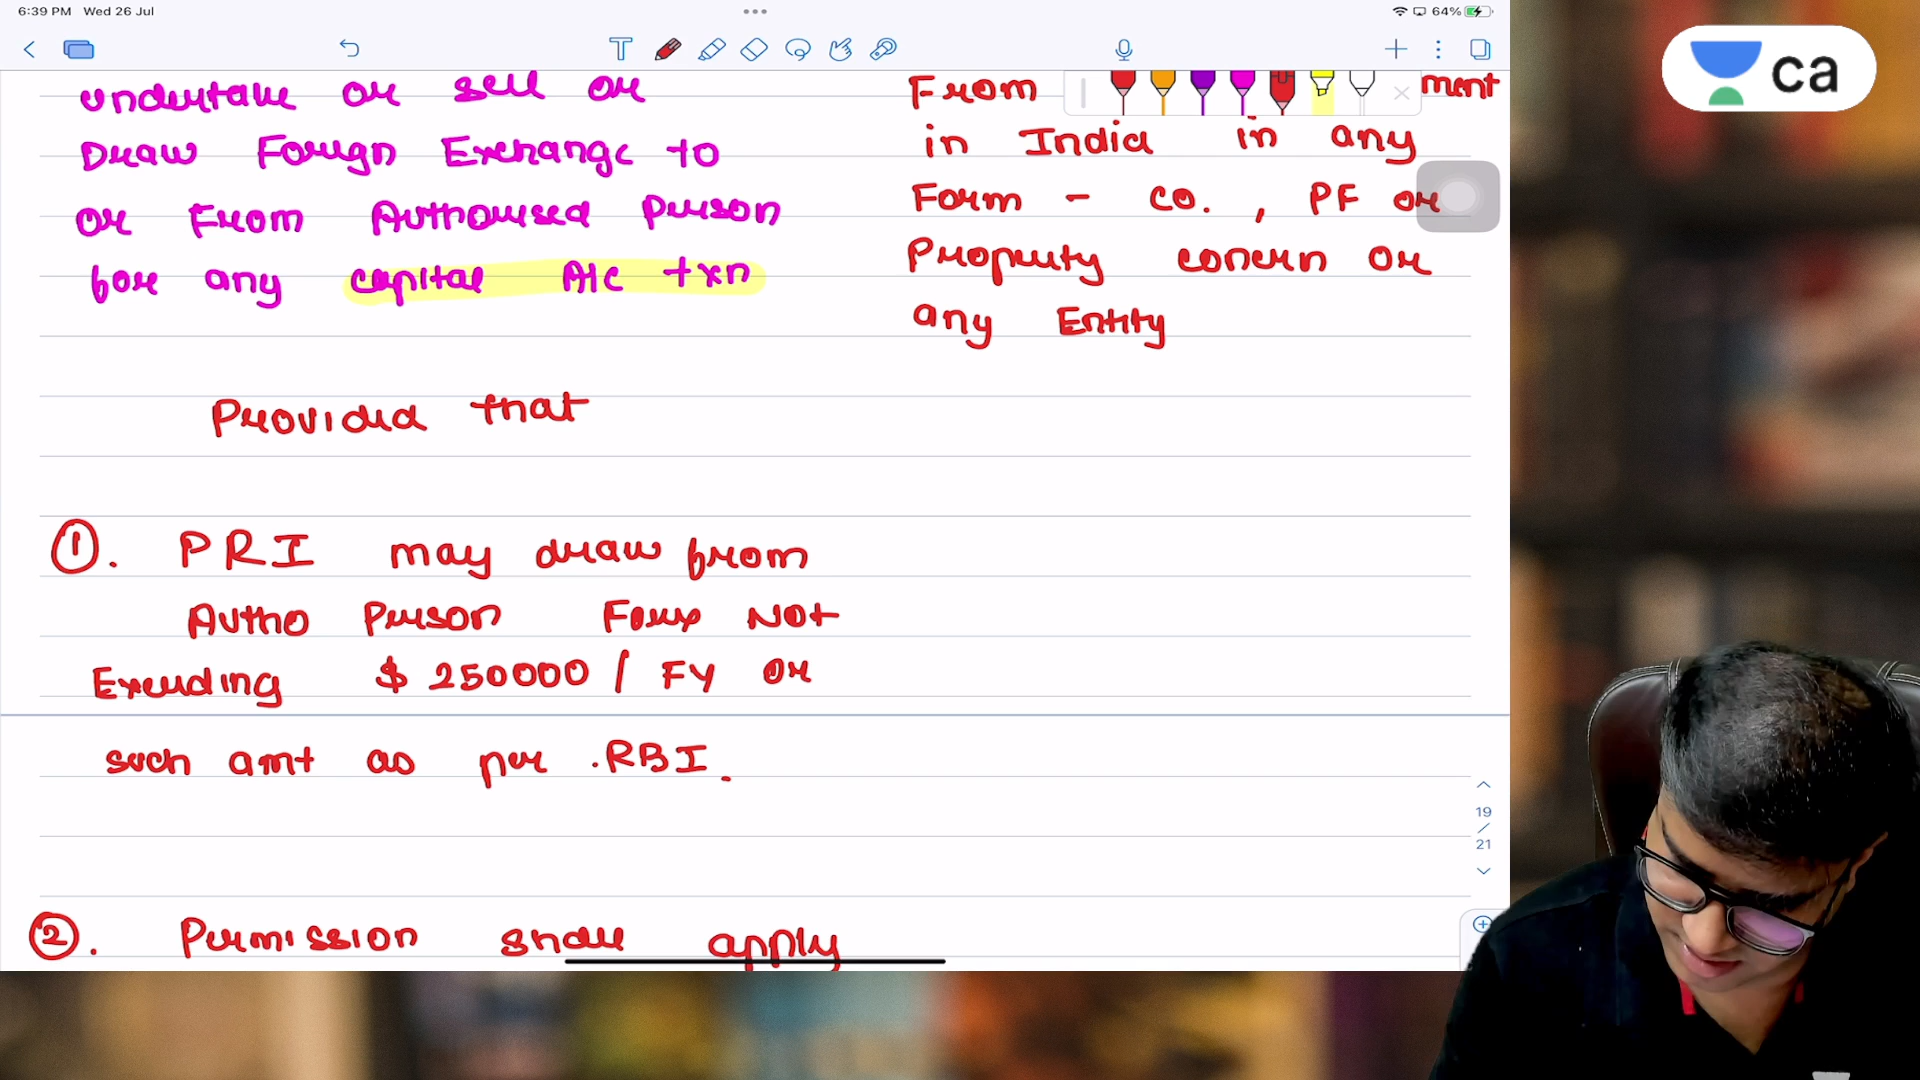 6:39 PM Wed 26 Jul
64%
undertake or sell or
Draw Foreign Exchange to
or From Authorised person
for any capital A/c txn
From ment
in India in any
Form - co. , PF or
Property concern or
any Entity
Provided that
1. PRI may draw from
Autho Person Forex Not
Exceeding $ 250000 / FY or
such amt as per .RBI.
2. Permission shall apply
19
/
21
ca